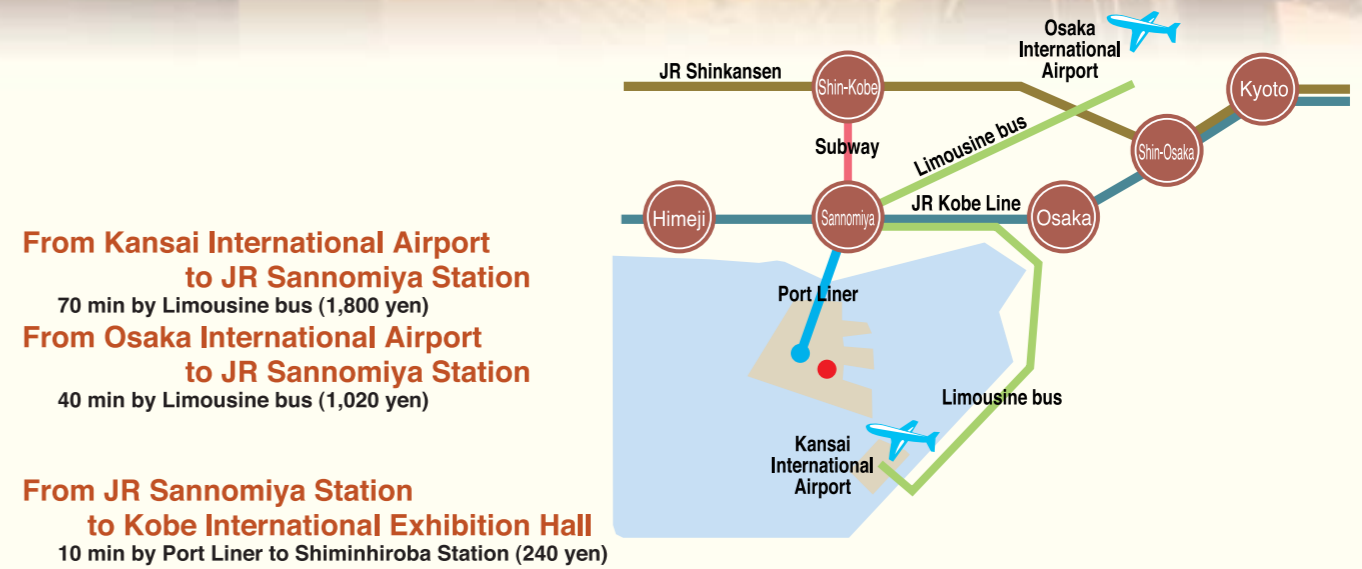 From Kansai International Airport
to JR Sannomiya Station
70 min by Limousine bus (1,800 yen)
From Osaka International Airport
to JR Sannomiya Station
40 min by Limousine bus (1,020 yen)
From JR Sannomiya Station
to Kobe International Exhibition Hall
10 min by Port Liner to Shiminhiroba Station (240 yen)
Osaka
International
Airport
JR Shinkansen
Shin-Kobe
Kyoto
Subway
Limousine bus
Shin-Osaka
Himeji
Sannomiya
JR Kobe Line
Osaka
Port Liner
Limousine bus
Kansai
International
Airport